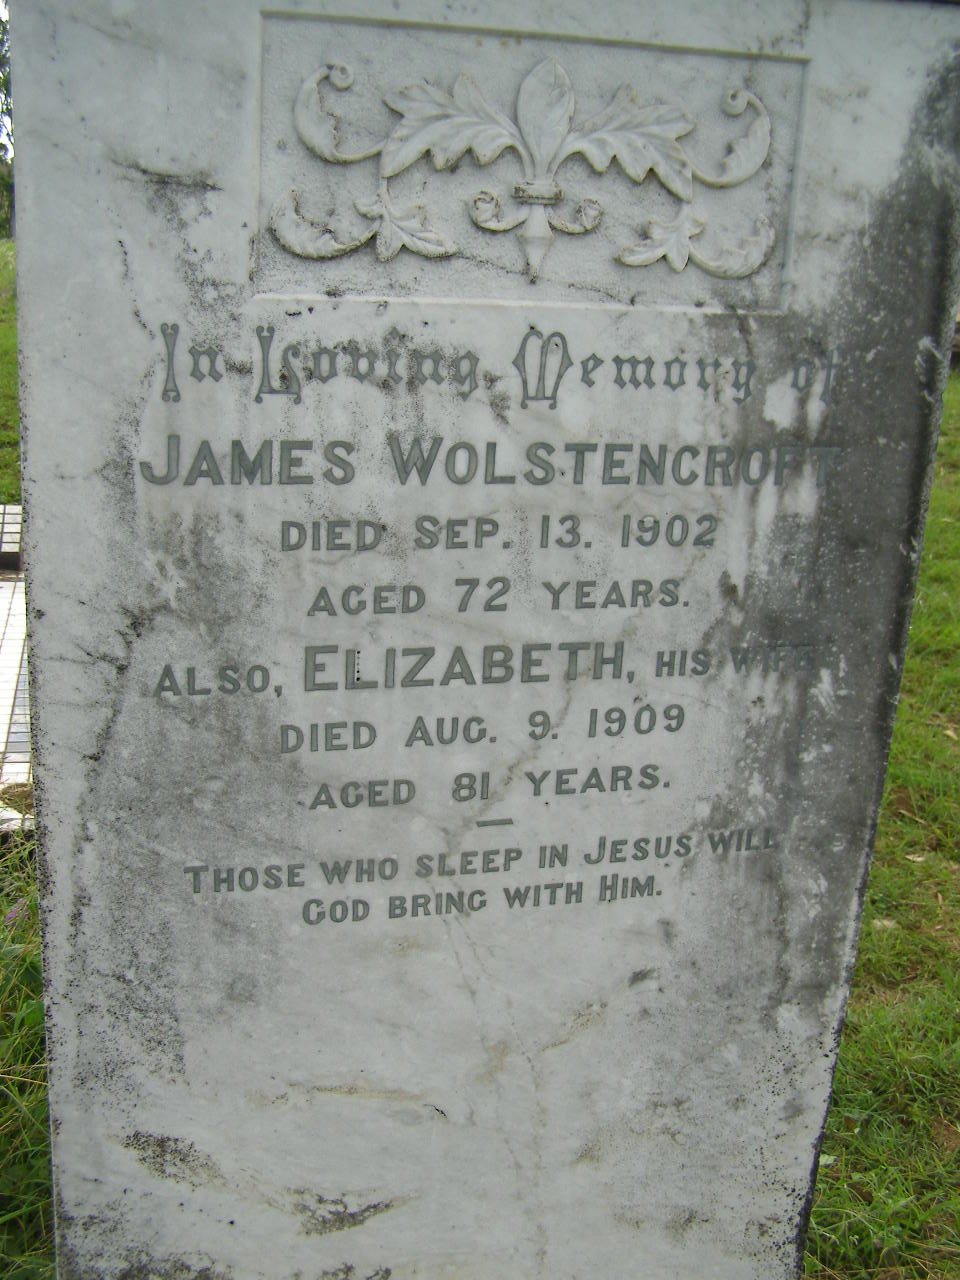 In Loving Memory of
JAMES WOLSTENCROFT
DIED SEP. 13. 1902
AGED 72 YEARS.
ALSO, ELIZABETH, HIS WIFE
DIED AUG. 9. 1909
AGED 81 YEARS.
THOSE WHO SLEEP IN JESUS WILL
GOD BRING WITH HIM.